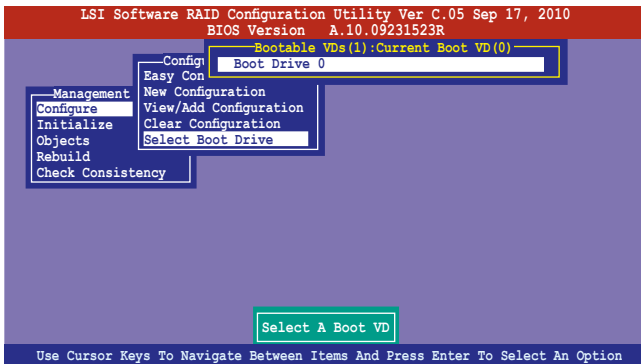 LSI Software RAID Configuration Utility Ver C.05 Sep 17, 2010
BIOS Version A.10.09231523R
Bootable VDs(1):Current Boot VD(0)
Boot Drive 0
Configu
Easy Con
New Configuration
View/Add Configuration
Clear Configuration
Select Boot Drive
Management
Configure
Initialize
Objects
Rebuild
Check Consistency
Select A Boot VD
Use Cursor Keys To Navigate Between Items And Press Enter To Select An Option